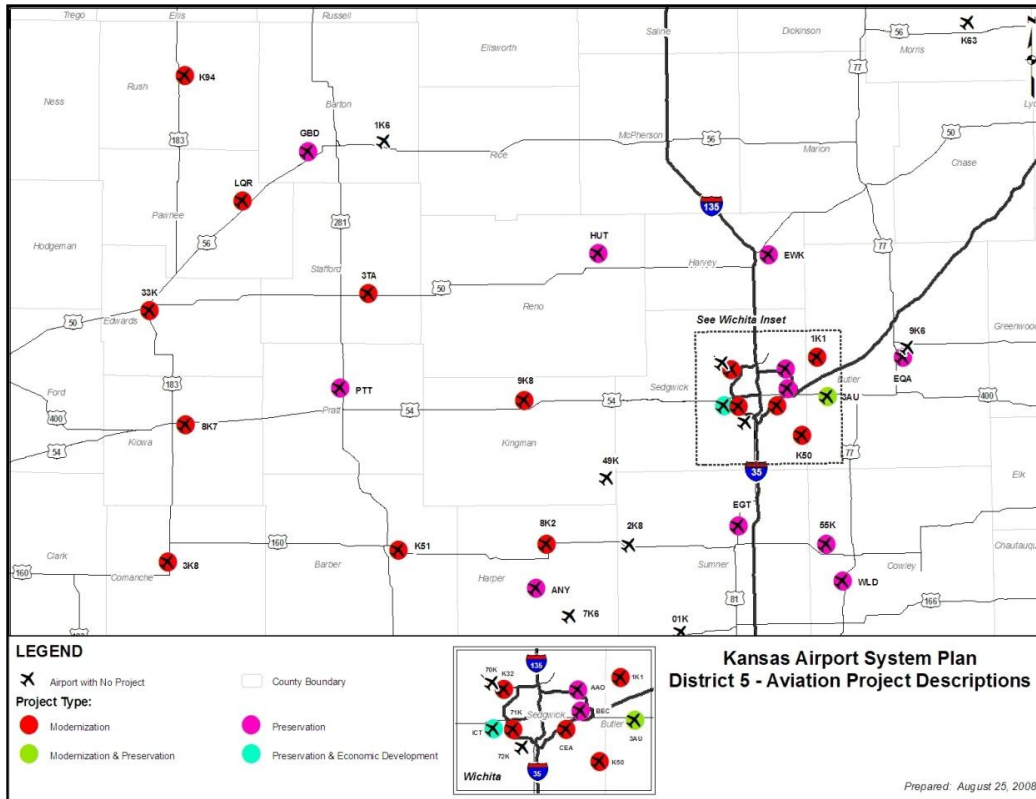 Trego
Ellis
Russell
Ellsworth
Saline
Dickinson
56
K63
Morris
77
K94
Rush
Ness
Barton
1K6
GBD
183
McPherson
56
Rice
Marion
50
Chase
LQR
Pawnee
281
135
56
Hodgeman
77
HUT
EWK
Stafford
Harvey
3TA
33K
50
Reno
50
Edwards
See Wichita Inset
9K6
Greenwood
1K1
183
PTT
9K8
Sedgwick
Butler
EQA
Ford
54
54
3AU
400
400
Pratt
8K7
Kiowa
54
Kingman
K50
77
49K
35
Elk
EGT
8K2
2K8
55K
160
K51
Clark
3K8
Chautauqu
160
Comanche
Barber
Harper
ANY
Sumner
Cowley
WLD
81
166
7K6
01K
LEGEND
Airport with No Project
County Boundary
Project Type:
Modernization
Preservation
Modernization & Preservation
Preservation & Economic Development
135
70K
K32
AAO
1K1
71K
Sedgwick
BEC
Butler
ICT
3AU
CEA
72K
K50
35
Wichita
Kansas Airport System Plan
District 5 - Aviation Project Descriptions
Prepared: August 25, 2008